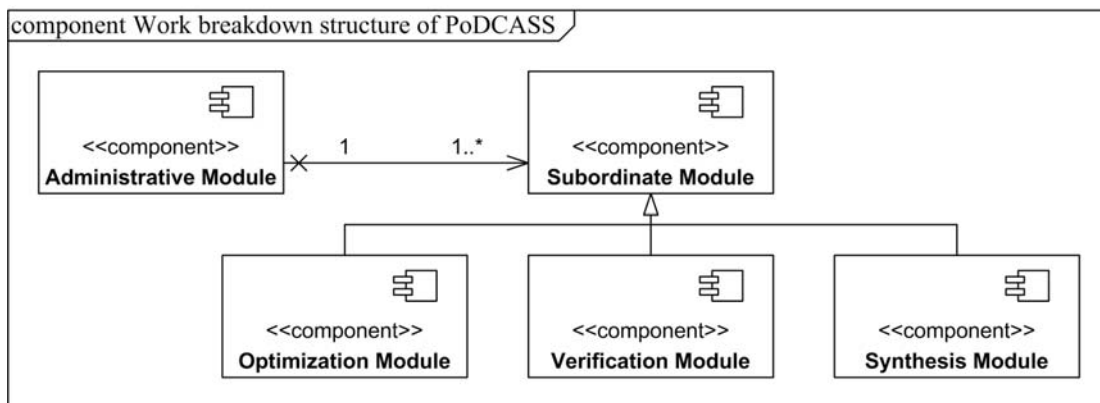 component Work breakdown structure of PoDCASS
<<component>>
Administrative Module
1
1..*
<<component>>
Subordinate Module
<<component>>
Optimization Module
<<component>>
Verification Module
<<component>>
Synthesis Module